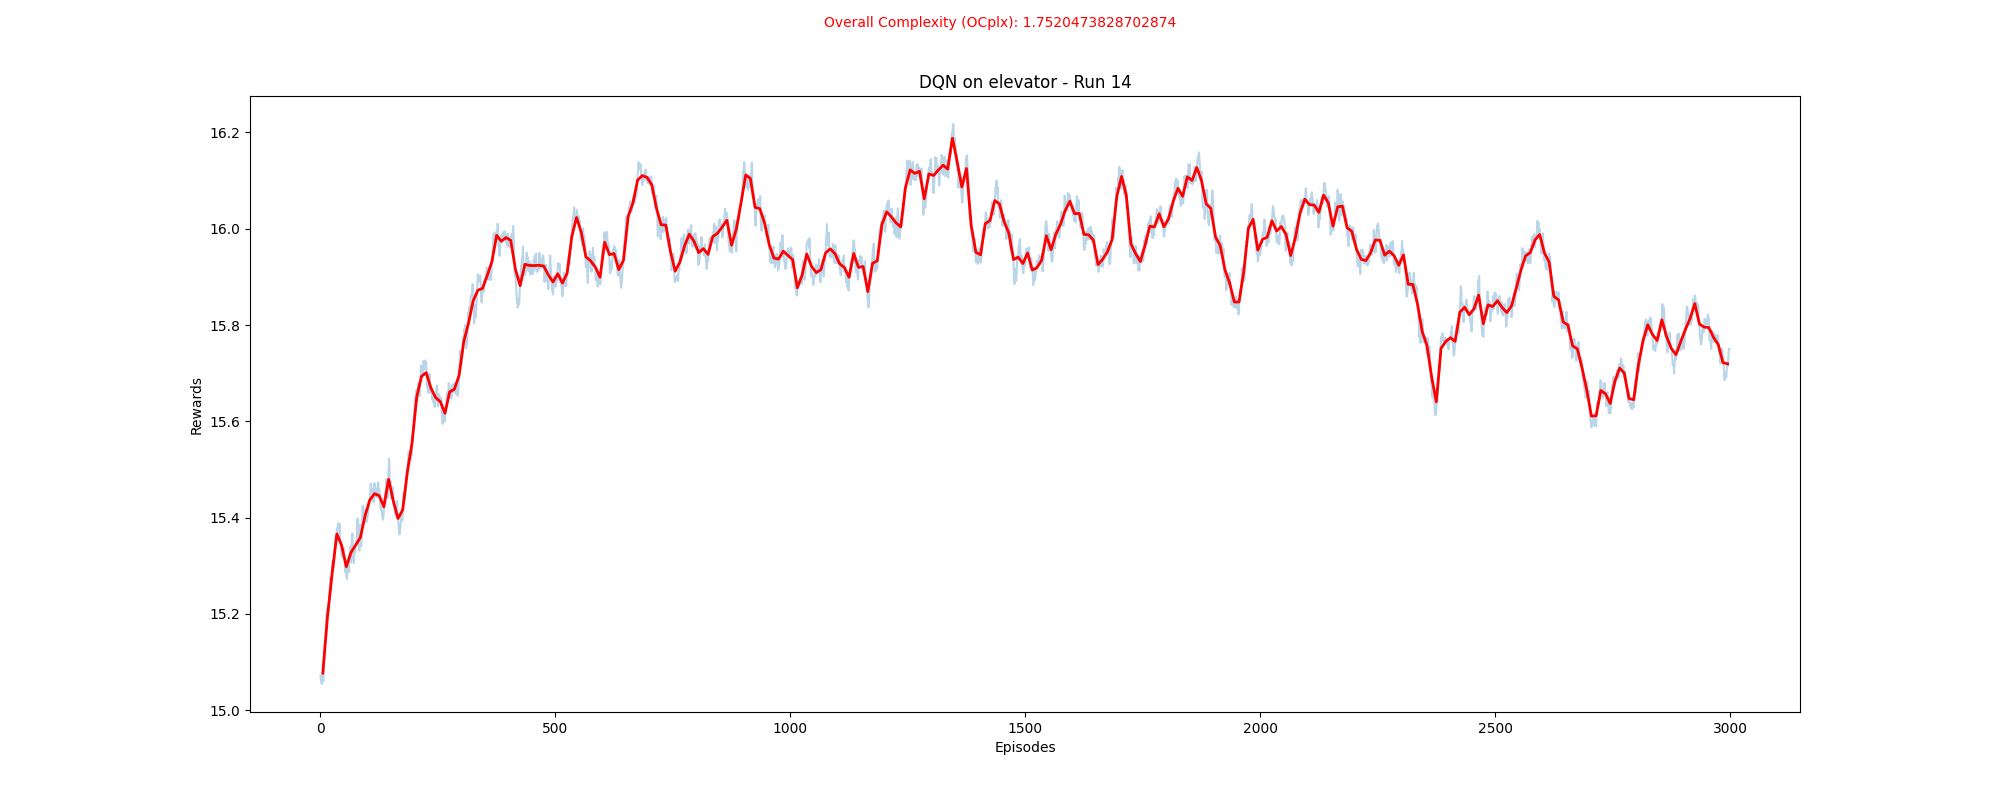 Overall Complexity (OCplx): 1.7520473828702874
DQN on elevator - Run 14
16.2
16.0
15.8
15.6
15.4
15.2
15.0
Rewards
0 500 1000 1500 2000 2500 3000
Episodes